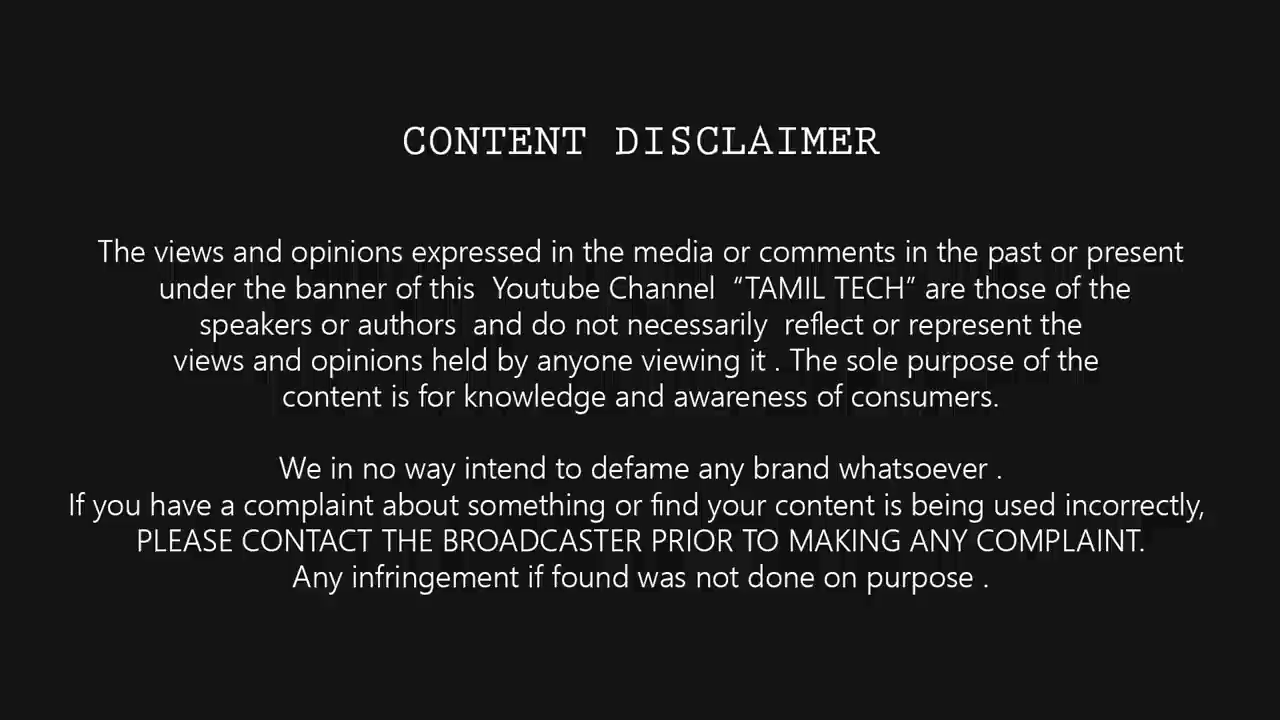 CONTENT DISCLAIMER
The views and opinions expressed in the media or comments in the past or present
under the banner of this  Youtube Channel  “TAMIL TECH” are those of the
speakers or authors  and do not necessarily  reflect or represent the
views and opinions held by anyone viewing it . The sole purpose of the
content is for knowledge and awareness of consumers.
We in no way intend to defame any brand whatsoever .
If you have a complaint about something or find your content is being used incorrectly,
PLEASE CONTACT THE BROADCASTER PRIOR TO MAKING ANY COMPLAINT.
Any infringement if found was not done on purpose .